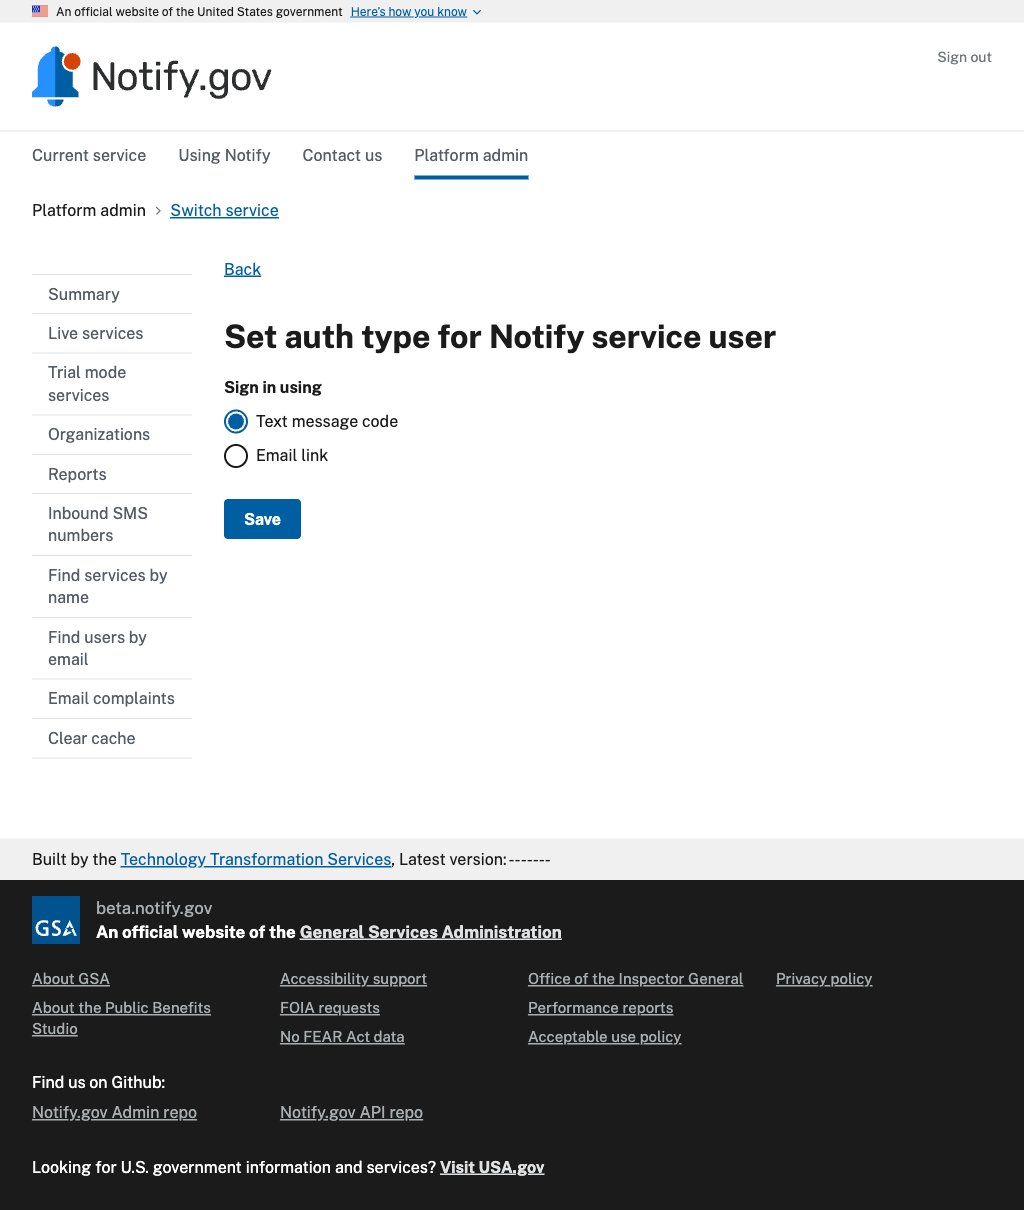 An official website of the United States government Here's how you know
Notify.gov
Sign out
Current service Using Notify Contact us Platform admin
Platform admin Switch service
Back
Summary
Live services
Trial mode
services
Organizations
Reports
Inbound SMS
numbers
Find services by
name
Find users by
email
Email complaints
Clear cache
Set auth type for Notify service user
Sign in using
Text message code
Email link
Save
Built by the Technology Transformation Services, Latest version:-------
GSA
beta.notify.gov
An official website of the General Services Administration
About GSA
About the Public Benefits
Studio
Accessibility support
FOIA requests
No FEAR Act data
Office of the Inspector General
Performance reports
Acceptable use policy
Privacy policy
Find us on Github:
Notify.gov Admin repo Notify.gov API repo
Looking for U.S. government information and services? Visit USA.gov